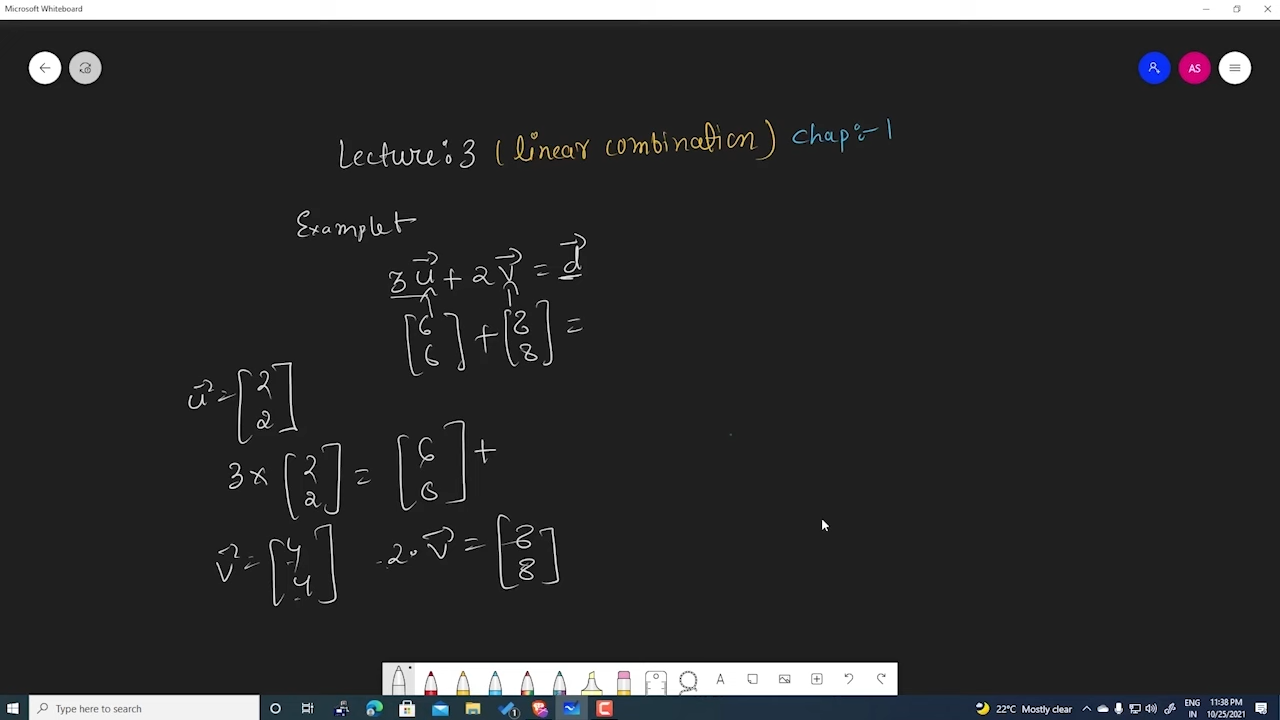 Microsoft Whiteboard
AS
Lecture:3 (linear combination) chap:-1
Example
3u⃗ + 2v⃗ = d⃗
[6 6] + [8 8] =
u⃗ = [2 2]
3 × [2 2] = [6 6] +
v⃗ = [4 4] 2·v⃗ = [8 8]
A
Type here to search
22°C Mostly clear
ENG
IN
11:38 PM
10/25/2021